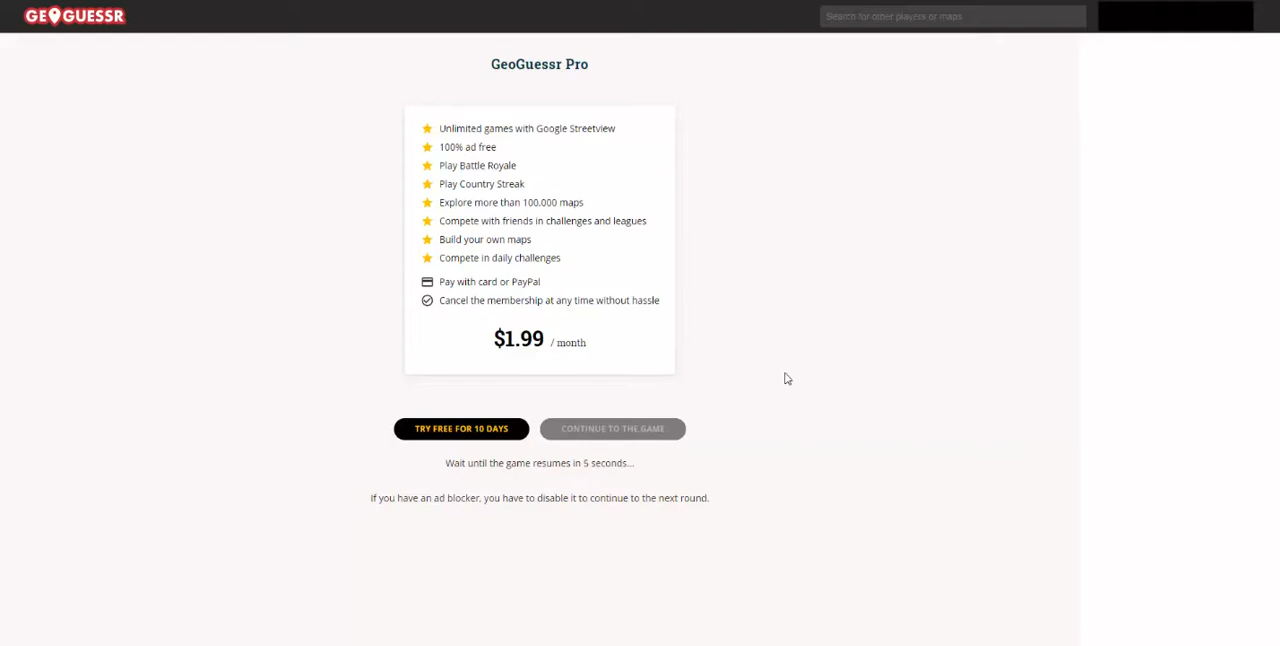 GEOGUESSR
Search for other players or maps
GeoGuessr Pro
Unlimited games with Google Streetview
100% ad free
Play Battle Royale
Play Country Streak
Explore more than 100.000 maps
Compete with friends in challenges and leagues
Build your own maps
Compete in daily challenges
Pay with card or PayPal
Cancel the membership at any time without hassle
$1.99 / month
TRY FREE FOR 10 DAYS CONTINUE TO THE GAME
Wait until the game resumes in 5 seconds...
If you have an ad blocker, you have to disable it to continue to the next round.